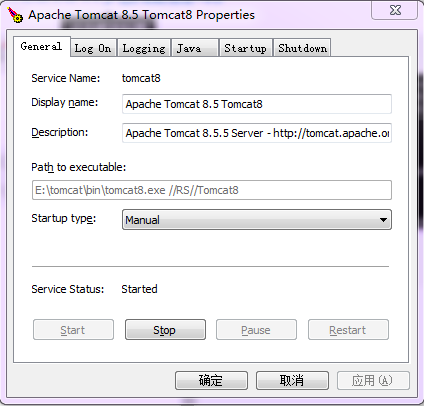 Apache Tomcat 8.5 Tomcat8 Properties
General Log On Logging Java Startup Shutdown
Service Name: tomcat8
Display name: Apache Tomcat 8.5 Tomcat8
Description: Apache Tomcat 8.5.5 Server - http://tomcat.apache.or
Path to executable:
E:\tomcat\bin\tomcat8.exe //RS//Tomcat8
Startup type: Manual
Service Status: Started
Start Stop Pause Restart
确定 取消 应用(A)